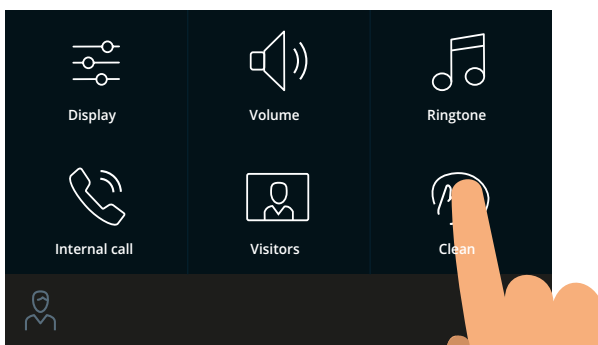 Display
Volume
Ringtone
Internal call
Visitors
Clean